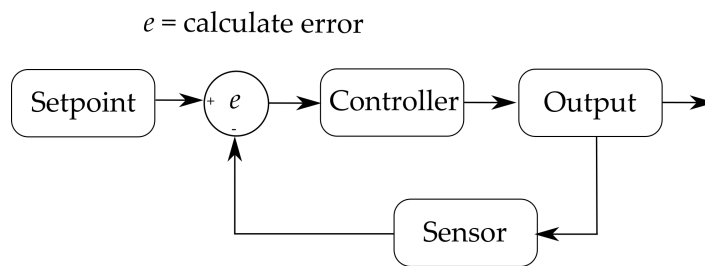 e = calculate error
Setpoint
+ e
-
Controller
Output
Sensor